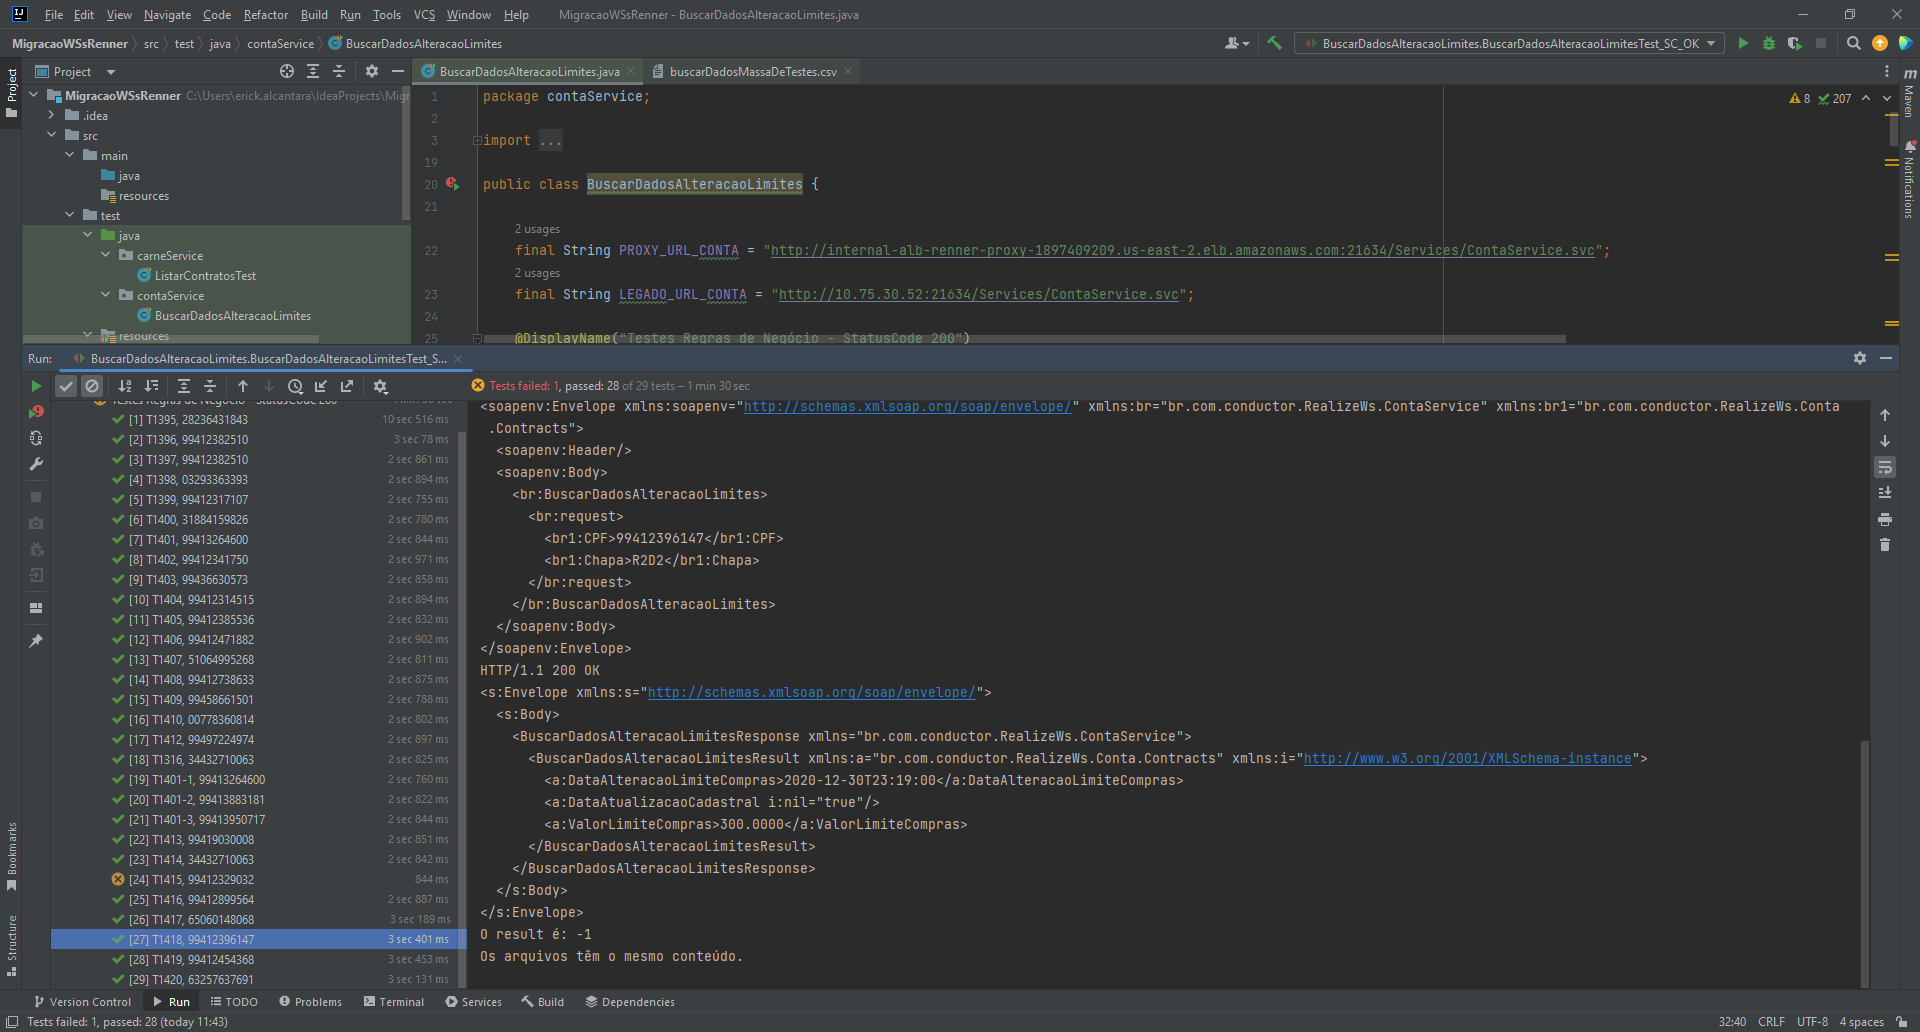 File Edit View Navigate Code Refactor Build Run Tools VCS Window Help MigracaoWSsRenner - BuscarDadosAlteracaoLimites.java
MigracaoWSsRenner src test java contaService BuscarDadosAlteracaoLimites
BuscarDadosAlteracaoLimites.BuscarDadosAlteracaoLimitesTest_SC_OK
Project
Project
BuscarDadosAlteracaoLimites.java
buscarDadosMassaDeTestes.csv
MigracaoWSsRenner C:\Users\erick.alcantara\IdeaProjects\Migr
.idea
src
main
java
resources
test
java
carneService
ListarContratosTest
contaService
BuscarDadosAlteracaoLimites
resources
8 207
Maven
Notifications
1 package contaService;
2
3 import ...
19
20 public class BuscarDadosAlteracaoLimites {
21
2 usages
22 final String PROXY_URL_CONTA = "http://internal-alb-renner-proxy-1897409209.us-east-2.elb.amazonaws.com:21634/Services/ContaService.svc";
2 usages
23 final String LEGADO_URL_CONTA = "http://10.75.30.52:21634/Services/ContaService.svc";
24
25 @DisplayName("Testes Regras de Negócio - StatusCode 200")
Run: BuscarDadosAlteracaoLimites.BuscarDadosAlteracaoLimitesTest_S...
Tests failed: 1, passed: 28 of 29 tests – 1 min 30 sec
Testes Regras de Negócio - StatusCode 200 1 min 30 sec
[1] T1395, 28236431843 10 sec 516 ms
[2] T1396, 99412382510 3 sec 78 ms
[3] T1397, 99412382510 2 sec 861 ms
[4] T1398, 03293363393 2 sec 894 ms
[5] T1399, 99412317107 2 sec 755 ms
[6] T1400, 31884159826 2 sec 780 ms
[7] T1401, 99413264600 2 sec 844 ms
[8] T1402, 99412341750 2 sec 971 ms
[9] T1403, 99436630573 2 sec 858 ms
[10] T1404, 99412314515 2 sec 894 ms
[11] T1405, 99412385536 2 sec 832 ms
[12] T1406, 99412471882 2 sec 902 ms
[13] T1407, 51064995268 2 sec 811 ms
[14] T1408, 99412738633 2 sec 875 ms
[15] T1409, 99458661501 2 sec 788 ms
[16] T1410, 00778360814 2 sec 802 ms
[17] T1412, 99497224974 2 sec 897 ms
[18] T1316, 34432710063 2 sec 825 ms
[19] T1401-1, 99413264600 2 sec 760 ms
[20] T1401-2, 99413883181 2 sec 822 ms
[21] T1401-3, 99413950717 2 sec 844 ms
[22] T1413, 99419030008 2 sec 851 ms
[23] T1414, 34432710063 2 sec 842 ms
[24] T1415, 99412329032 844 ms
[25] T1416, 99412899564 2 sec 887 ms
[26] T1417, 65060148068 3 sec 189 ms
[27] T1418, 99412396147 3 sec 401 ms
[28] T1419, 99412454368 3 sec 453 ms
[29] T1420, 63257637691 3 sec 131 ms
<soapenv:Envelope xmlns:soapenv="http://schemas.xmlsoap.org/soap/envelope/" xmlns:br="br.com.conductor.RealizeWs.ContaService" xmlns:br1="br.com.conductor.RealizeWs.Conta
.Contracts">
<soapenv:Header/>
<soapenv:Body>
<br:BuscarDadosAlteracaoLimites>
<br:request>
<br1:CPF>99412396147</br1:CPF>
<br1:Chapa>R2D2</br1:Chapa>
</br:request>
</br:BuscarDadosAlteracaoLimites>
</soapenv:Body>
</soapenv:Envelope>
HTTP/1.1 200 OK
<s:Envelope xmlns:s="http://schemas.xmlsoap.org/soap/envelope/">
<s:Body>
<BuscarDadosAlteracaoLimitesResponse xmlns="br.com.conductor.RealizeWs.ContaService">
<BuscarDadosAlteracaoLimitesResult xmlns:a="br.com.conductor.RealizeWs.Conta.Contracts" xmlns:i="http://www.w3.org/2001/XMLSchema-instance">
<a:DataAlteracaoLimiteCompras>2020-12-30T23:19:00</a:DataAlteracaoLimiteCompras>
<a:DataAtualizacaoCadastral i:nil="true"/>
<a:ValorLimiteCompras>300.0000</a:ValorLimiteCompras>
</BuscarDadosAlteracaoLimitesResult>
</BuscarDadosAlteracaoLimitesResponse>
</s:Body>
</s:Envelope>
O result é: -1
Os arquivos têm o mesmo conteúdo.
Bookmarks
Structure
Version Control Run TODO Problems Terminal Services Build Dependencies
Tests failed: 1, passed: 28 (today 11:43)
32:40 CRLF UTF-8 4 spaces